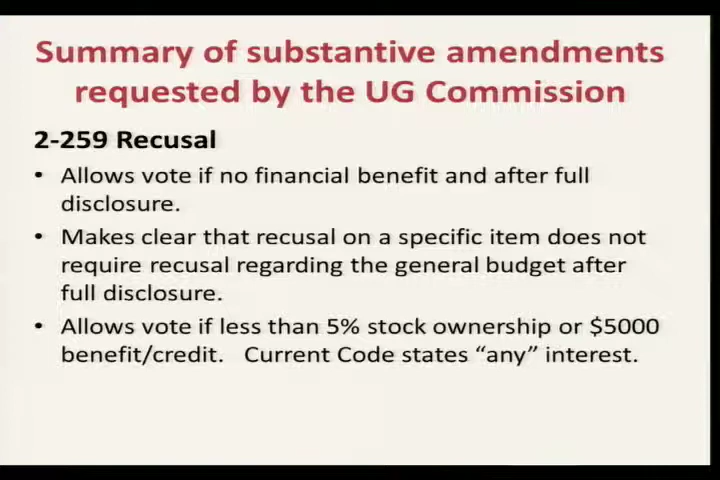 Summary of substantive amendments
requested by the UG Commission
2-259 Recusal
• Allows vote if no financial benefit and after full
disclosure.
• Makes clear that recusal on a specific item does not
require recusal regarding the general budget after
full disclosure.
• Allows vote if less than 5% stock ownership or $5000
benefit/credit.   Current Code states “any” interest.